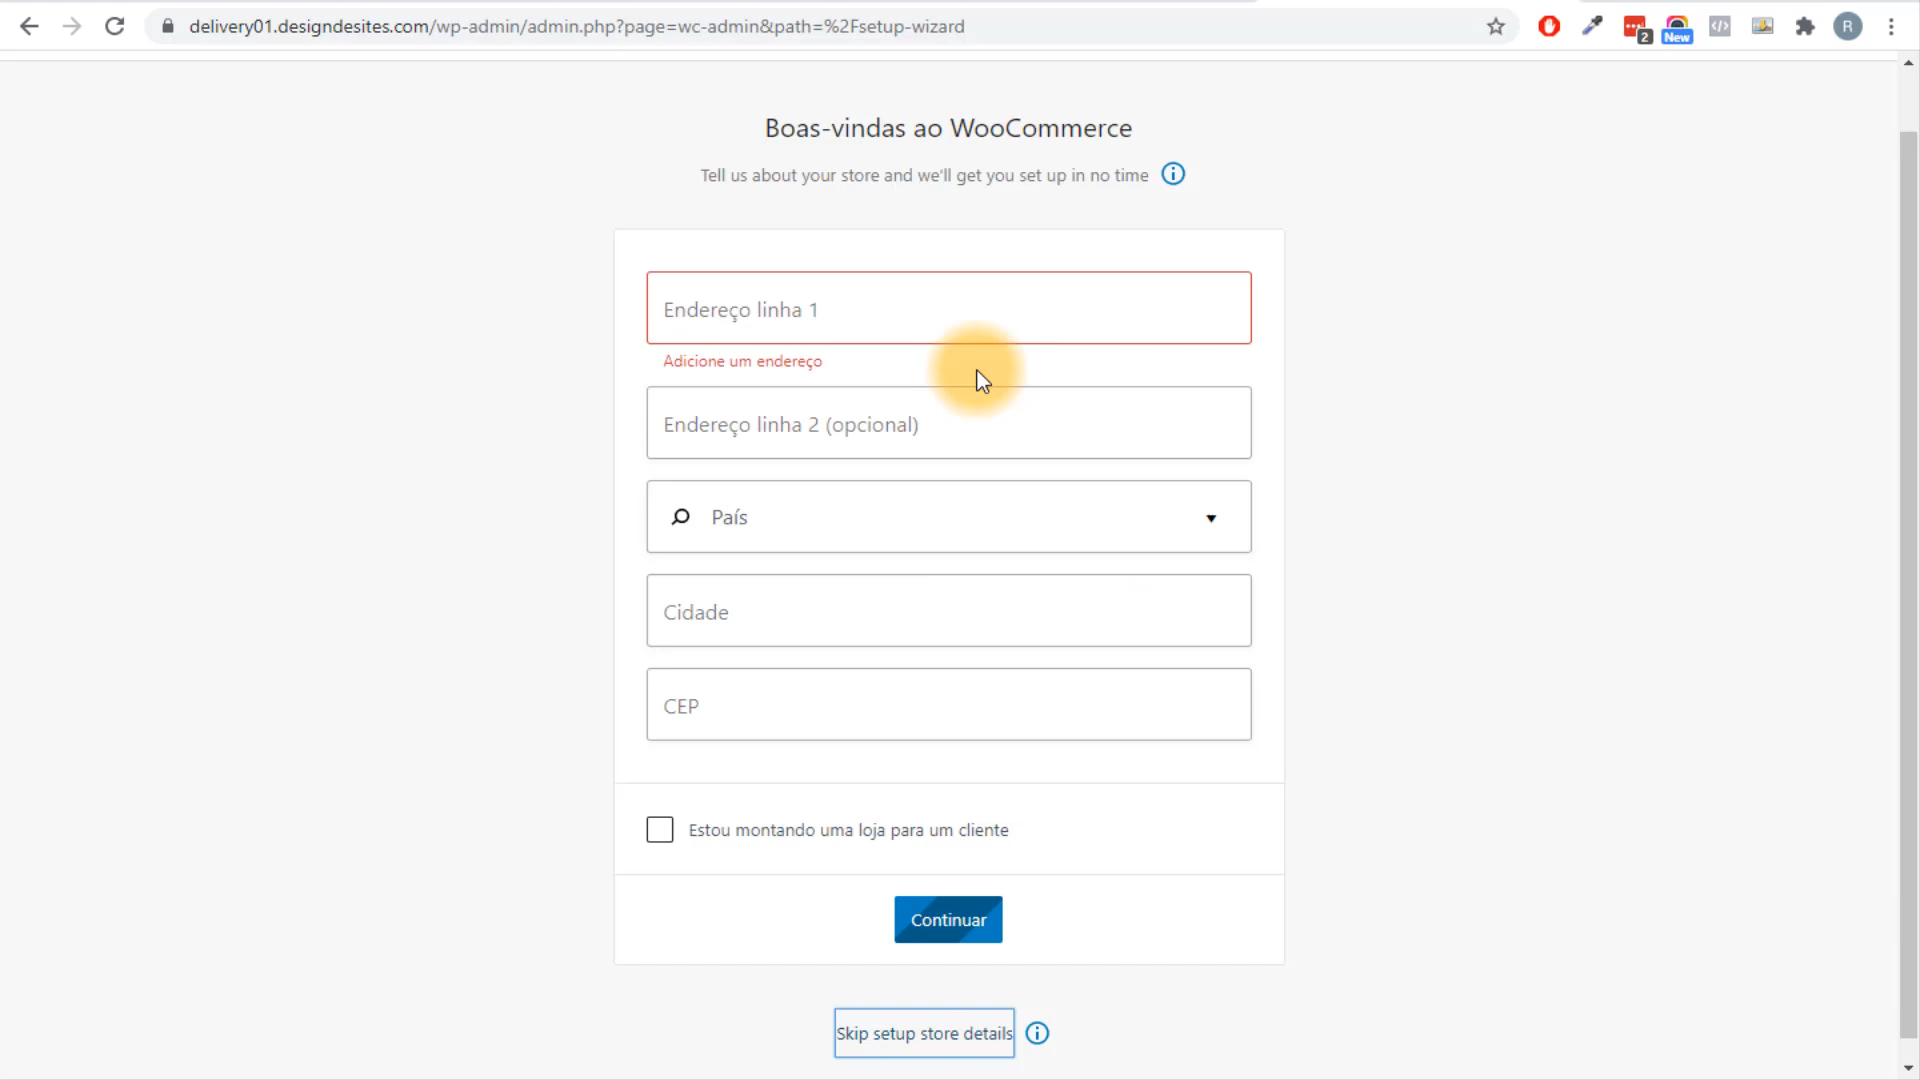 delivery01.designdesites.com/wp-admin/admin.php?page=wc-admin&path=%2Fsetup-wizard
2
New
R
Boas-vindas ao WooCommerce
Tell us about your store and we'll get you set up in no time
Endereço linha 1
Adicione um endereço
Endereço linha 2 (opcional)
País
Cidade
CEP
Estou montando uma loja para um cliente
Continuar
Skip setup store details